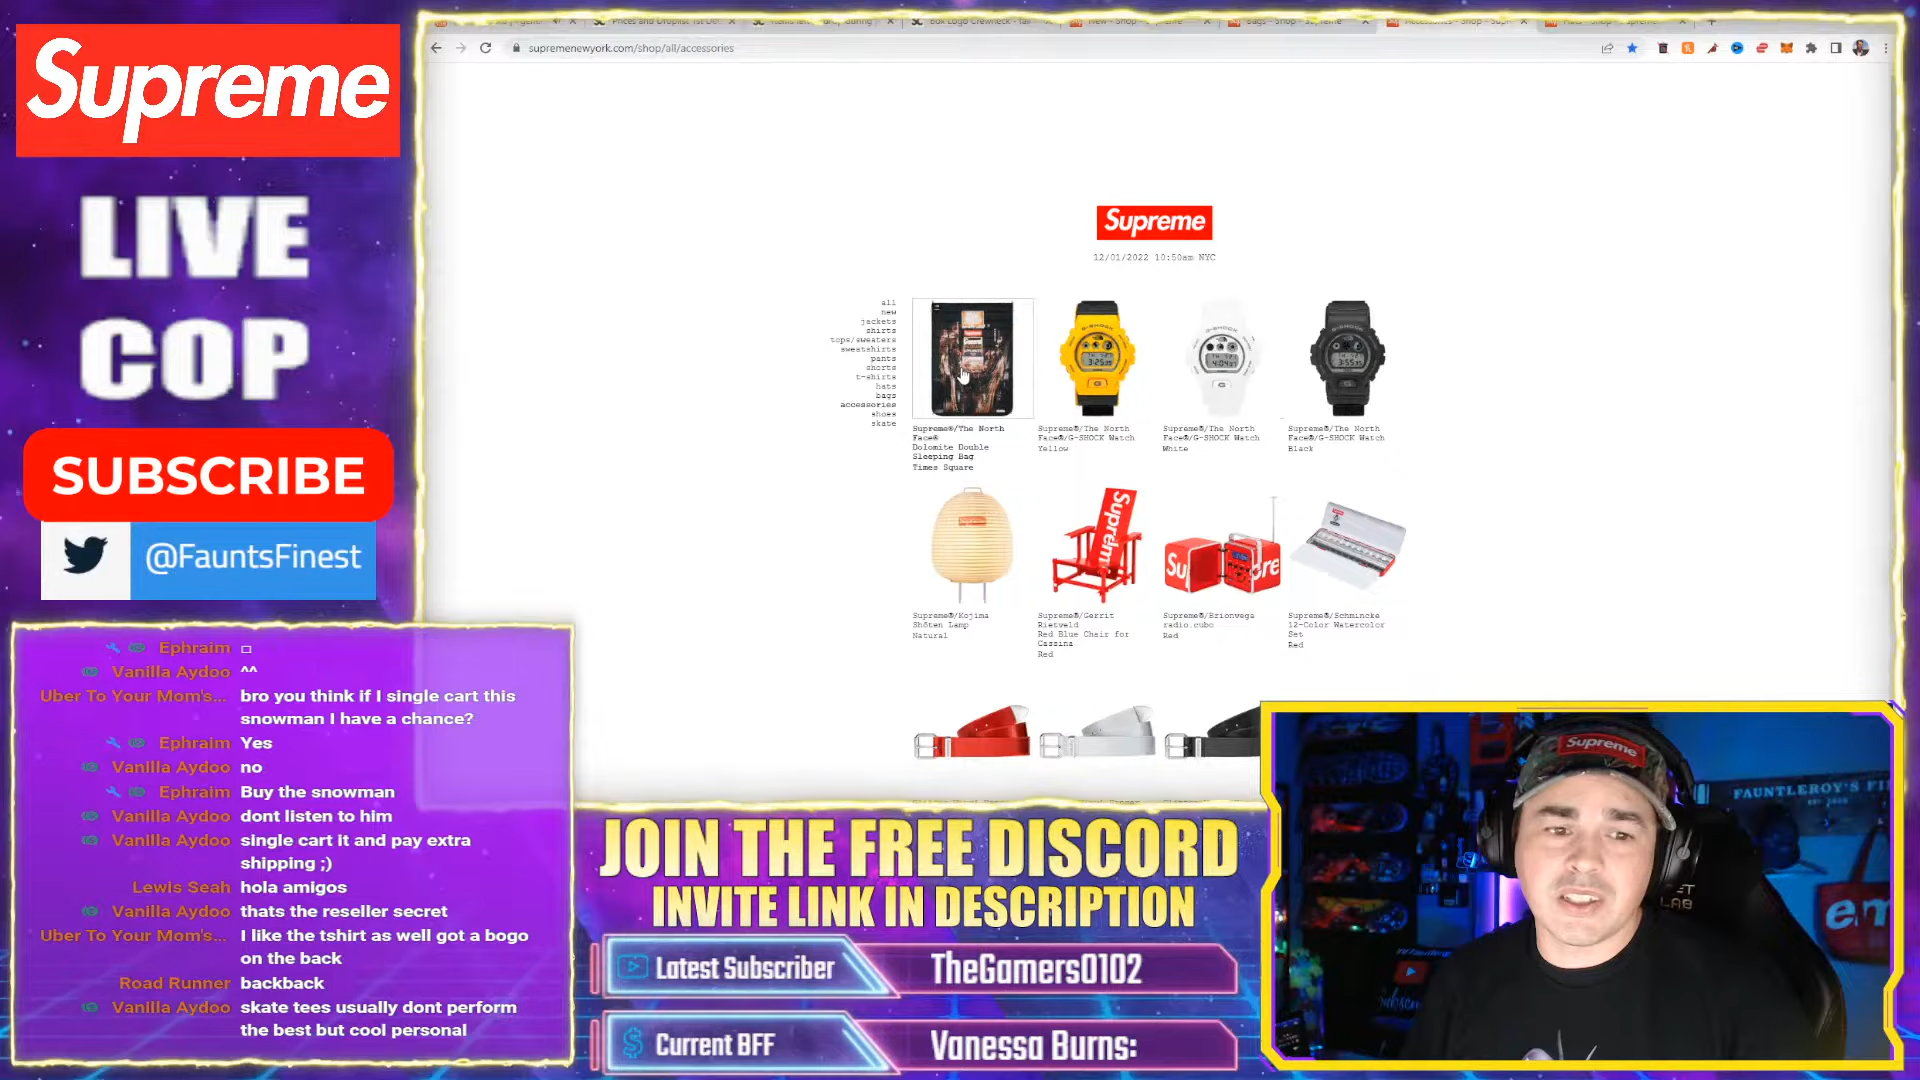 Supreme
LIVE
COP
SUBSCRIBE
@FauntsFinest
Ephraim
Vanilla Aydoo ^^
Uber To Your Mom's... bro you think if I single cart this
snowman I have a chance?
Ephraim Yes
Vanilla Aydoo no
Ephraim Buy the snowman
Vanilla Aydoo dont listen to him
Vanilla Aydoo single cart it and pay extra
shipping ;)
Lewis Seah hola amigos
Vanilla Aydoo thats the reseller secret
Uber To Your Mom's... I like the tshirt as well got a bogo
on the back
Road Runner backback
Vanilla Aydoo skate tees usually dont perform
the best but cool personal
supremenewyork.com/shop/all/accessories
Supreme
12/01/2022 10:50am NYC
all
new
jackets
shirts
tops/sweaters
sweatshirts
pants
shorts
t-shirts
hats
bags
accessories
shoes
skate
Supreme®/The North
Face®
Dolomite Double
Sleeping Bag
Times Square
Supreme®/The North
Face®/G-SHOCK Watch
Yellow
Supreme®/The North
Face®/G-SHOCK Watch
White
Supreme®/The North
Face®/G-SHOCK Watch
Black
Supreme®/Kojima
Shōten Lamp
Natural
Supreme®/Gerrit
Rietveld
Red Blue Chair for
Cassina
Red
Supreme®/Brionvega
radio.cubo
Red
Supreme®/Schmincke
12-Color Watercolor
Set
Red
JOIN THE FREE DISCORD
INVITE LINK IN DESCRIPTION
Latest Subscriber
TheGamers0102
Current BFF
Vanessa Burns:
Supreme
FAUNTLEROY'S FI